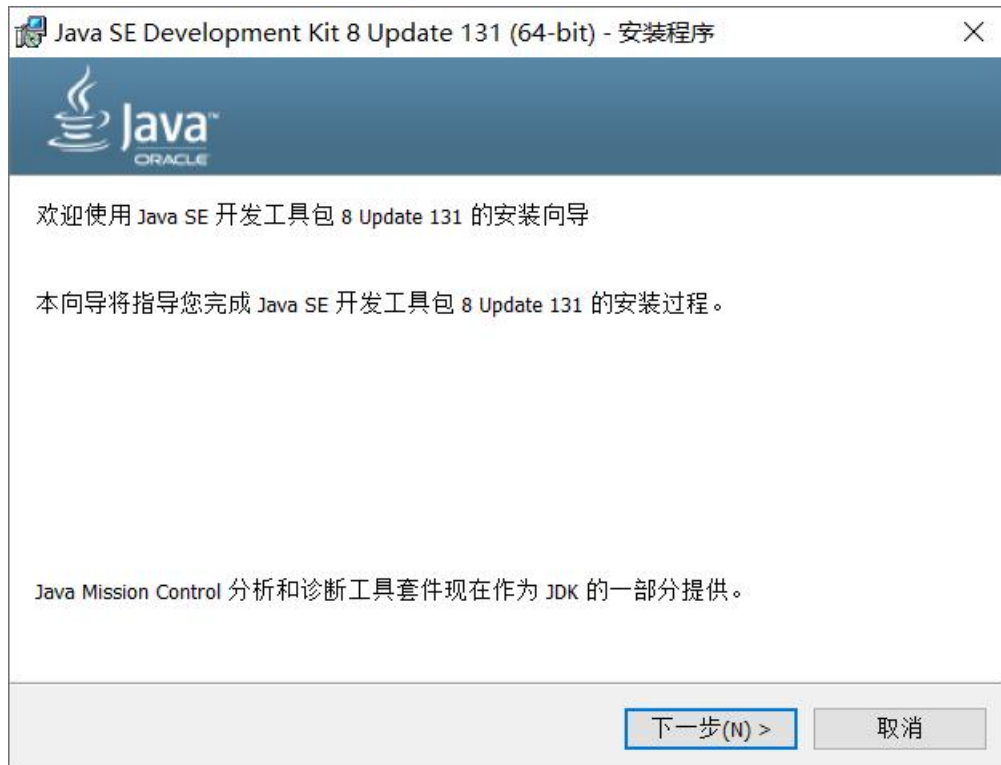 Java SE Development Kit 8 Update 131 (64-bit) - 安装程序
Java™
ORACLE
欢迎使用 Java SE 开发工具包 8 Update 131 的安装向导
本向导将指导您完成 Java SE 开发工具包 8 Update 131 的安装过程。
Java Mission Control 分析和诊断工具套件现在作为 JDK 的一部分提供。
下一步(N) >
取消